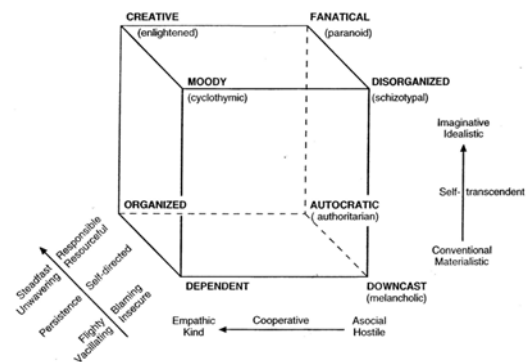 CREATIVE
(enlightened)
FANATICAL
(paranoid)
MOODY
(cyclothymic)
DISORGANIZED
(schizotypal)
Imaginative
Idealistic
Self-transcendent
Conventional
Materialistic
ORGANIZED
AUTOCRATIC
(authoritarian)
DEPENDENT
DOWNCAST
(melancholic)
Responsible
Resourceful
Self-directed
Blaming
Insecure
Steadfast
Unwavering
Persistence
Flighty
Vacillating
Empathic
Kind
Cooperative
Asocial
Hostile